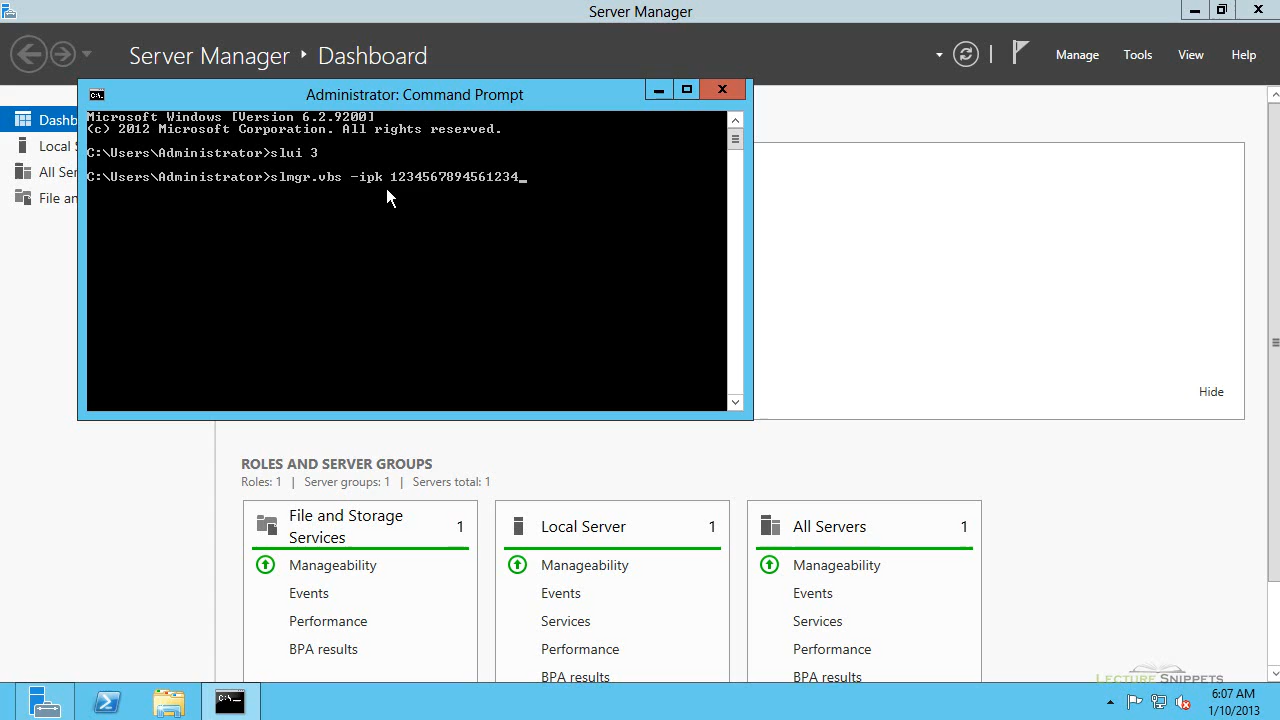 Server Manager
Server Manager ‣ Dashboard
Manage Tools View Help
Administrator: Command Prompt
Microsoft Windows [Version 6.2.9200]
(c) 2012 Microsoft Corporation. All rights reserved.
C:\Users\Administrator>slui 3
C:\Users\Administrator>slmgr.vbs -ipk 1234567894561234_
Dashb
Local
All Ser
File an
Hide
ROLES AND SERVER GROUPS
Roles: 1 | Server groups: 1 | Servers total: 1
File and Storage Services 1
Manageability
Events
Performance
BPA results
Local Server 1
Manageability
Events
Services
Performance
BPA results
All Servers 1
Manageability
Events
Services
Performance
BPA results
LECTURE SNIPPETS
6:07 AM
1/10/2013